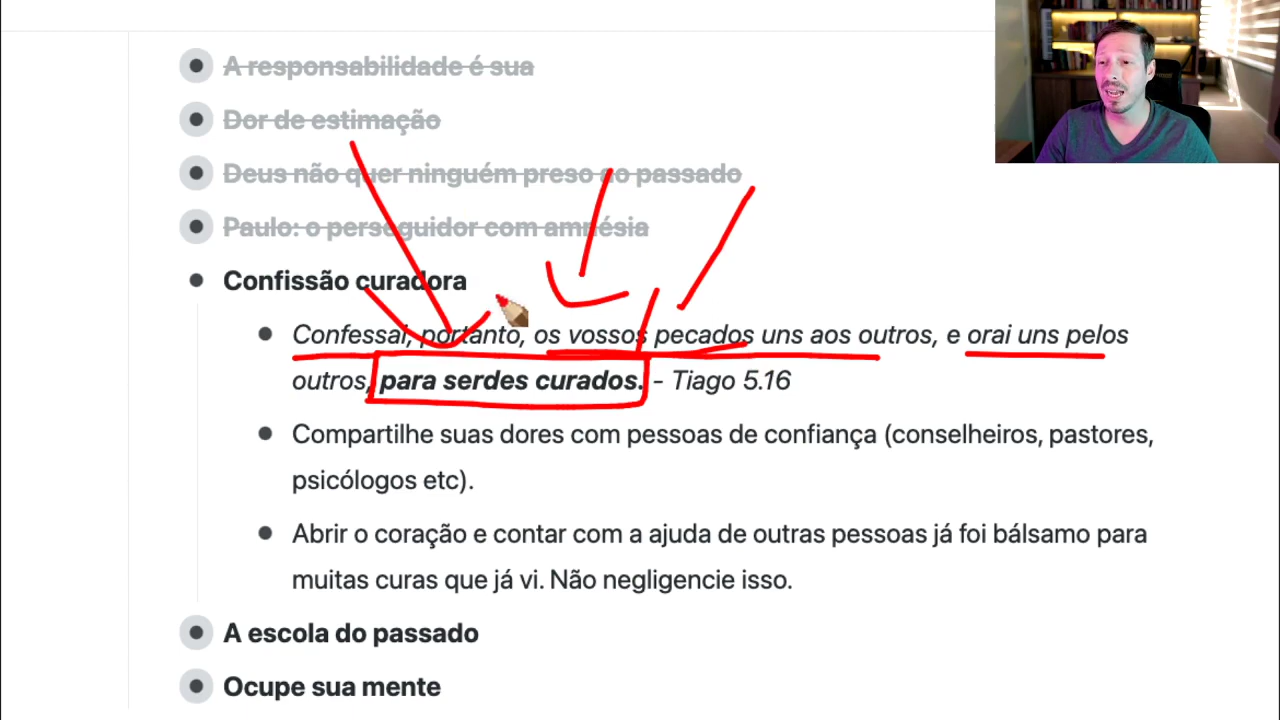 A responsabilidade é sua
Dor de estimação
Deus não quer ninguém preso ao passado
Paulo: o perseguidor com amnésia
Confissão curadora
Confessai, portanto, os vossos pecados uns aos outros, e orai uns pelos
outros, para serdes curados. - Tiago 5.16
Compartilhe suas dores com pessoas de confiança (conselheiros, pastores,
psicólogos etc).
Abrir o coração e contar com a ajuda de outras pessoas já foi bálsamo para
muitas curas que já vi. Não negligencie isso.
A escola do passado
Ocupe sua mente